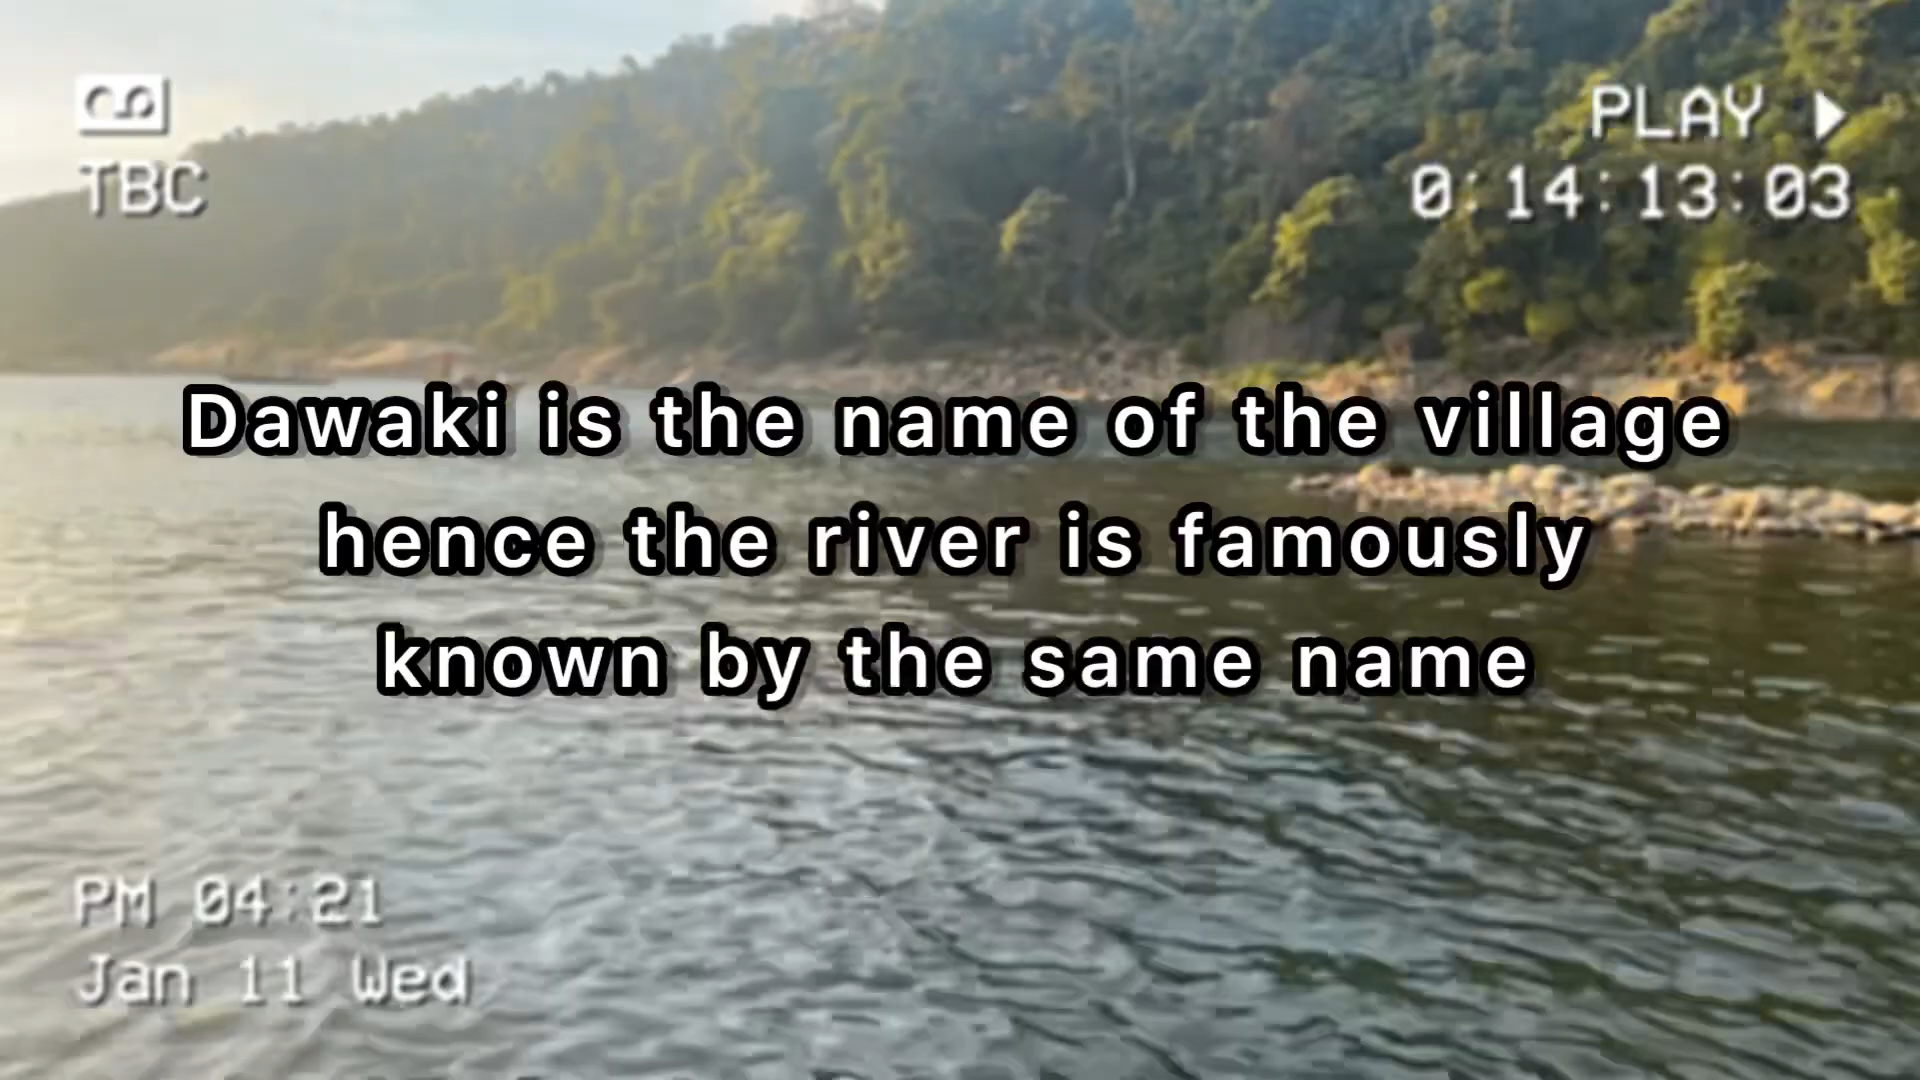 TBC
PLAY
0:14:13:03
Dawaki is the name of the village
hence the river is famously
known by the same name
PM 04:21
Jan 11 Wed